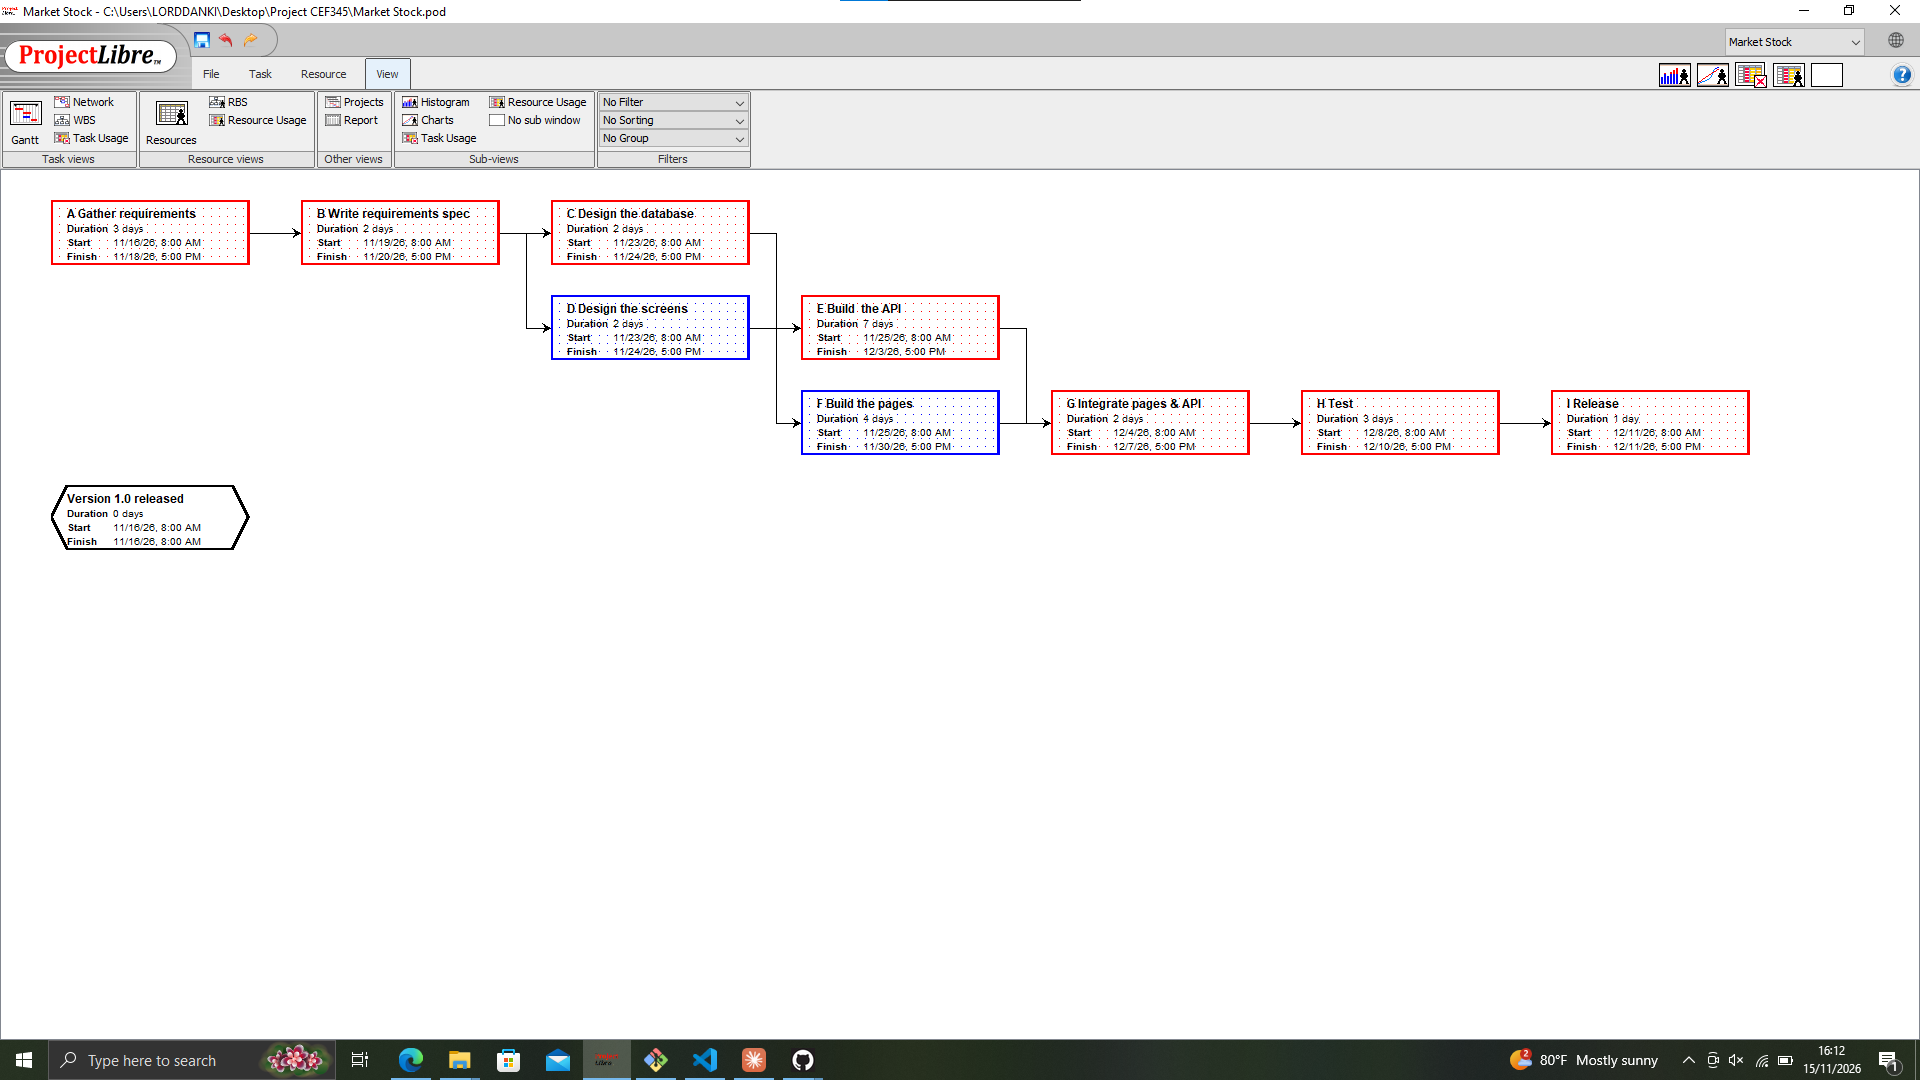 Market Stock - C:\Users\LORDDANKI\Desktop\Project CEF345\Market Stock.pod
ProjectLibre TM
Market Stock
File Task Resource View
Gantt
Network
WBS
Task Usage
Task views
Resources
RBS
Resource Usage
Resource views
Projects
Report
Other views
Histogram
Charts
Task Usage
Resource Usage
No sub window
Sub-views
No Filter
No Sorting
No Group
Filters
A Gather requirements
Duration 3 days
Start 11/16/26, 8:00 AM
Finish 11/18/26, 5:00 PM
B Write requirements spec
Duration 2 days
Start 11/19/26, 8:00 AM
Finish 11/20/26, 5:00 PM
C Design the database
Duration 2 days
Start 11/23/26, 8:00 AM
Finish 11/24/26, 5:00 PM
D Design the screens
Duration 2 days
Start 11/23/26, 8:00 AM
Finish 11/24/26, 5:00 PM
E Build the API
Duration 7 days
Start 11/25/26, 8:00 AM
Finish 12/3/26, 5:00 PM
F Build the pages
Duration 4 days
Start 11/25/26, 8:00 AM
Finish 11/30/26, 5:00 PM
G Integrate pages & API
Duration 2 days
Start 12/4/26, 8:00 AM
Finish 12/7/26, 5:00 PM
H Test
Duration 3 days
Start 12/8/26, 8:00 AM
Finish 12/10/26, 5:00 PM
I Release
Duration 1 day
Start 12/11/26, 8:00 AM
Finish 12/11/26, 5:00 PM
Version 1.0 released
Duration 0 days
Start 11/16/26, 8:00 AM
Finish 11/16/26, 8:00 AM
Type here to search
2
80°F Mostly sunny
16:12
15/11/2026
1